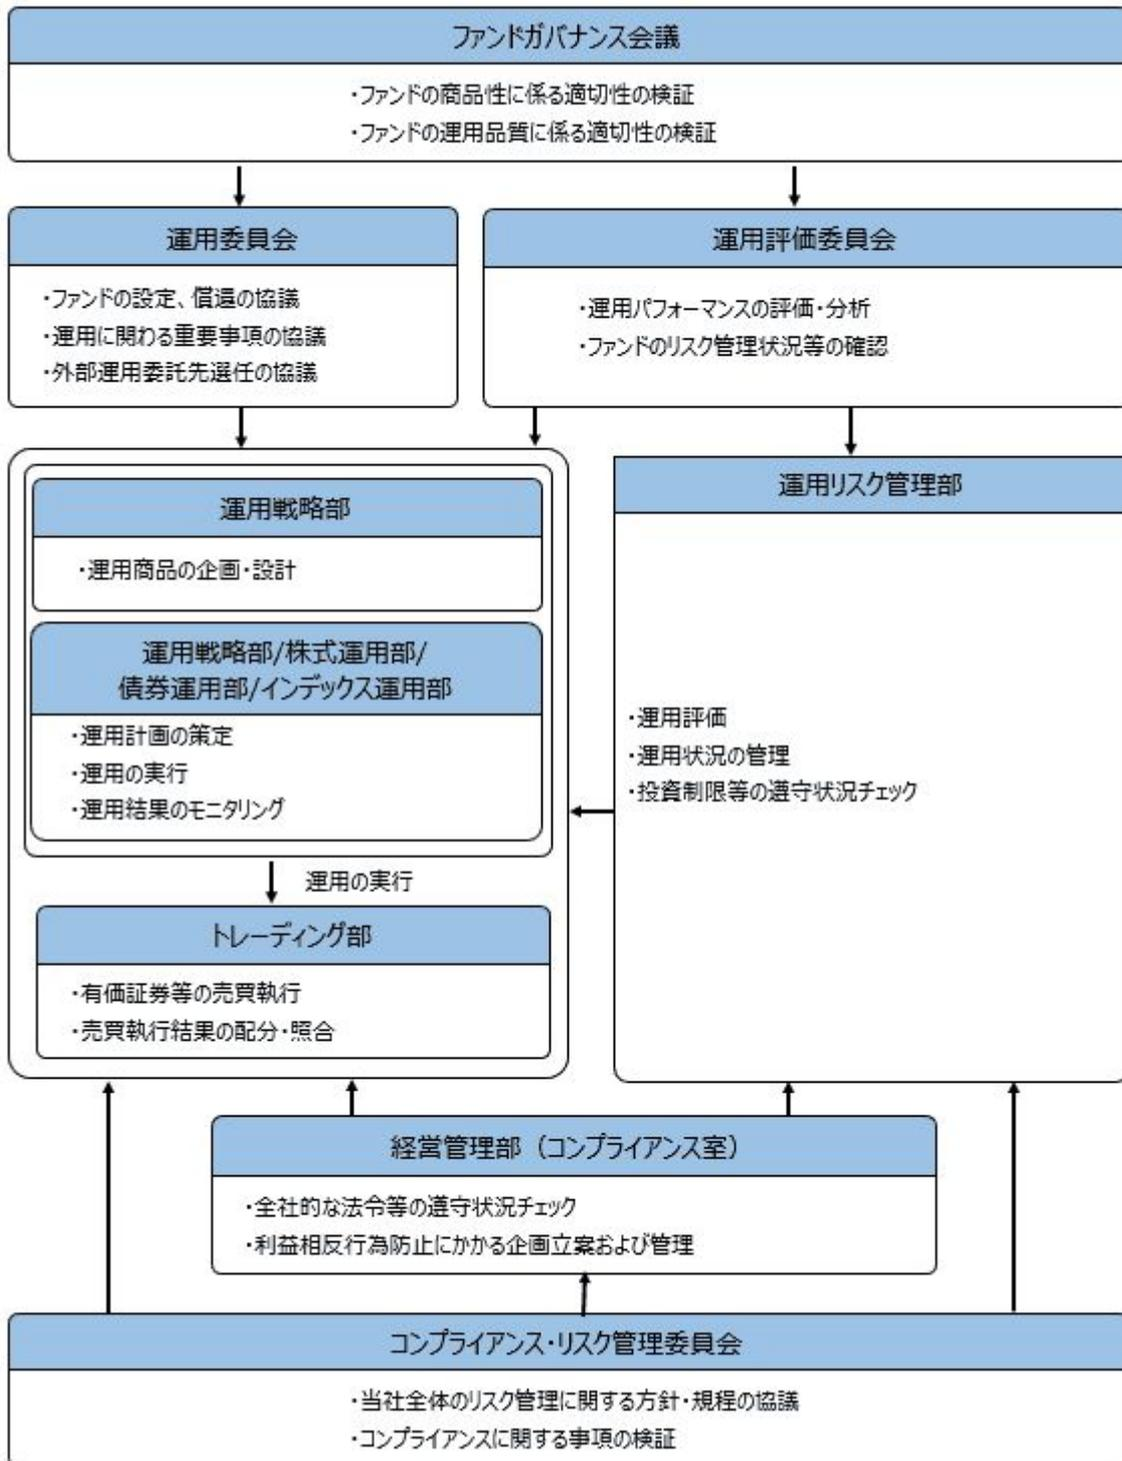 ファンドガバナンス会議
・ファンドの商品性に係る適切性の検証
・ファンドの運用品質に係る適切性の検証
運用委員会
・ファンドの設定、償還の協議
・運用に関わる重要事項の協議
・外部運用委託先選任の協議
運用評価委員会
・運用パフォーマンスの評価・分析
・ファンドのリスク管理状況等の確認
運用戦略部
・運用商品の企画・設計
運用戦略部/株式運用部/
債券運用部/インデックス運用部
・運用計画の策定
・運用の実行
・運用結果のモニタリング
運用の実行
トレーディング部
・有価証券等の売買執行
・売買執行結果の配分・照合
運用リスク管理部
・運用評価
・運用状況の管理
・投資制限等の遵守状況チェック
経営管理部（コンプライアンス室）
・全社的な法令等の遵守状況チェック
・利益相反行為防止にかかる企画立案および管理
コンプライアンス・リスク管理委員会
・当社全体のリスク管理に関する方針・規程の協議
・コンプライアンスに関する事項の検証